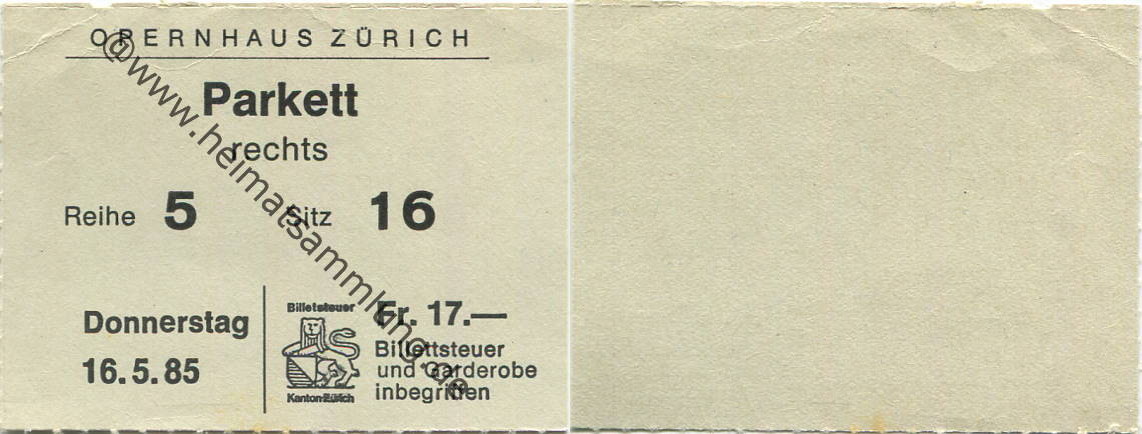 OPERNHAUS ZÜRICH
Parkett
rechts
Reihe 5 Sitz 16
Donnerstag
16.5.85
Billetsteuer
Kanton Zürich
Fr. 17.—
Billettsteuer
und Garderobe
inbegriffen
@www.heimatsammlung.de